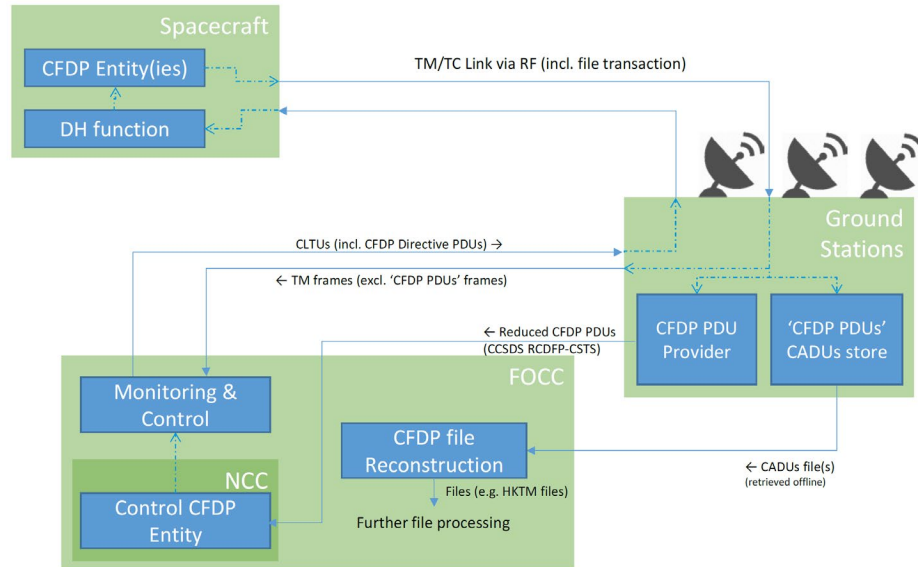 Spacecraft
CFDP Entity(ies)
DH function
TM/TC Link via RF (incl. file transaction)
Ground
Stations
CLTUs (incl. CFDP Directive PDUs) →
← TM frames (excl. ‘CFDP PDUs’ frames)
CFDP PDU
Provider
‘CFDP PDUs’
CADUs store
← Reduced CFDP PDUs
(CCSDS RCDFP-CSTS)
FOCC
Monitoring &
Control
CFDP file
Reconstruction
← CADUs file(s)
(retrieved offline)
NCC
Control CFDP
Entity
Files (e.g. HKTM files)
Further file processing